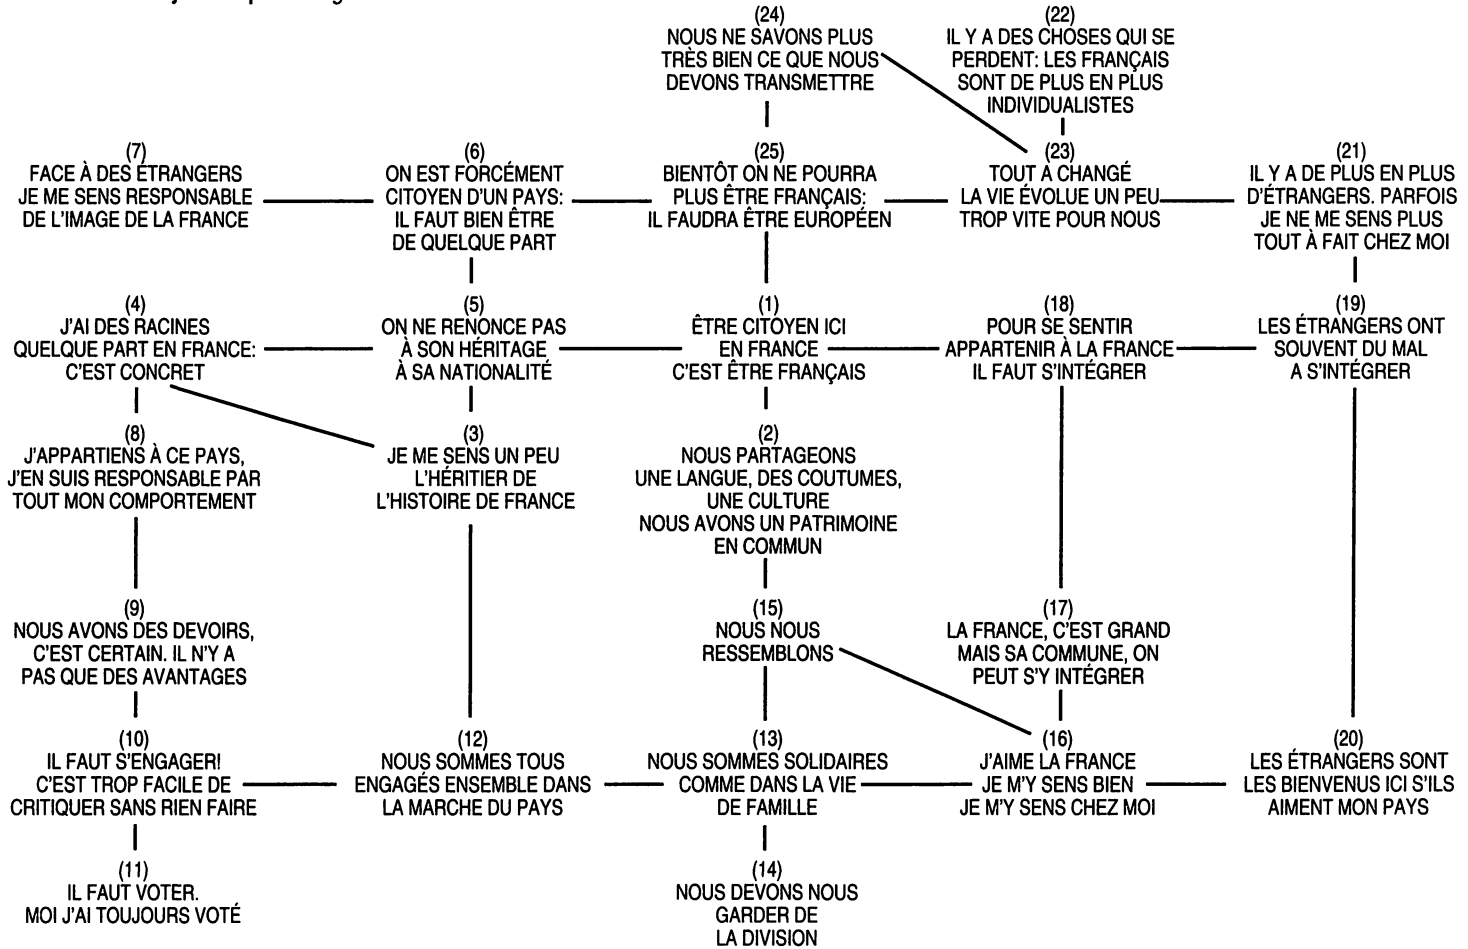 (24)
NOUS NE SAVONS PLUS
TRÈS BIEN CE QUE NOUS
DEVONS TRANSMETTRE
(22)
IL Y A DES CHOSES QUI SE
PERDENT: LES FRANÇAIS
SONT DE PLUS EN PLUS
INDIVIDUALISTES
(7)
FACE À DES ÉTRANGERS
JE ME SENS RESPONSABLE
DE L'IMAGE DE LA FRANCE
(6)
ON EST FORCÉMENT
CITOYEN D'UN PAYS:
IL FAUT BIEN ÊTRE
DE QUELQUE PART
(25)
BIENTÔT ON NE POURRA
PLUS ÊTRE FRANÇAIS:
IL FAUDRA ÊTRE EUROPÉEN
(23)
TOUT A CHANGÉ
LA VIE ÉVOLUE UN PEU
TROP VITE POUR NOUS
(21)
IL Y A DE PLUS EN PLUS
D'ÉTRANGERS. PARFOIS
JE NE ME SENS PLUS
TOUT À FAIT CHEZ MOI
(4)
J'AI DES RACINES
QUELQUE PART EN FRANCE:
C'EST CONCRET
(5)
ON NE RENONCE PAS
À SON HÉRITAGE
À SA NATIONALITÉ
(1)
ÊTRE CITOYEN ICI
EN FRANCE
C'EST ÊTRE FRANÇAIS
(18)
POUR SE SENTIR
APPARTENIR À LA FRANCE
IL FAUT S'INTÉGRER
(19)
LES ÉTRANGERS ONT
SOUVENT DU MAL
A S'INTÉGRER
(8)
J'APPARTIENS À CE PAYS,
J'EN SUIS RESPONSABLE PAR
TOUT MON COMPORTEMENT
(3)
JE ME SENS UN PEU
L'HÉRITIER DE
L'HISTOIRE DE FRANCE
(2)
NOUS PARTAGEONS
UNE LANGUE, DES COUTUMES,
UNE CULTURE
NOUS AVONS UN PATRIMOINE
EN COMMUN
(9)
NOUS AVONS DES DEVOIRS,
C'EST CERTAIN. IL N'Y A
PAS QUE DES AVANTAGES
(15)
NOUS NOUS
RESSEMBLONS
(17)
LA FRANCE, C'EST GRAND
MAIS SA COMMUNE, ON
PEUT S'Y INTÉGRER
(10)
IL FAUT S'ENGAGER!
C'EST TROP FACILE DE
CRITIQUER SANS RIEN FAIRE
(12)
NOUS SOMMES TOUS
ENGAGÉS ENSEMBLE DANS
LA MARCHE DU PAYS
(13)
NOUS SOMMES SOLIDAIRES
COMME DANS LA VIE
DE FAMILLE
(16)
J'AIME LA FRANCE
JE M'Y SENS BIEN
JE M'Y SENS CHEZ MOI
(20)
LES ÉTRANGERS SONT
LES BIENVENUS ICI S'ILS
AIMENT MON PAYS
(11)
IL FAUT VOTER.
MOI J'AI TOUJOURS VOTÉ
(14)
NOUS DEVONS NOUS
GARDER DE
LA DIVISION